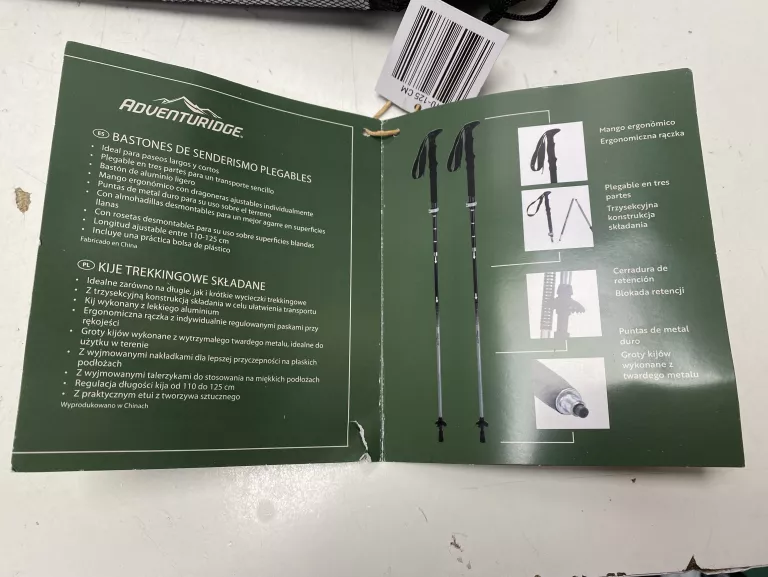 0-125 CM
ADVENTURIDGE®
ES BASTONES DE SENDERISMO PLEGABLES
• Ideal para paseos largos y cortos
• Plegable en tres partes para un transporte sencillo
• Bastón de aluminio ligero
• Mango ergonómico con dragoneras ajustables individualmente
• Puntas de metal duro para su uso sobre el terreno
• Con almohadillas desmontables para un mejor agarre en superficies
llanas
• Con rosetas desmontables para su uso sobre superficies blandas
• Longitud ajustable entre 110-125 cm
• Incluye una práctica bolsa de plástico
Fabricado en China
PL KIJE TREKKINGOWE SKŁADANE
• Idealne zarówno na długie, jak i krótkie wycieczki trekkingowe
• Z trzysekcyjną konstrukcją składania w celu ułatwienia transportu
• Kij wykonany z lekkiego aluminium
• Ergonomiczna rączka z indywidualnie regulowanymi paskami przy
rękojeści
• Groty kijów wykonane z wytrzymałego twardego metalu, idealne do
użytku w terenie
• Z wyjmowanymi nakładkami dla lepszej przyczepności na płaskich
podłożach
• Z wyjmowanymi talerzykami do stosowania na miękkich podłożach
• Regulacja długości kija od 110 do 125 cm
• Z praktycznym etui z tworzywa sztucznego
Wyprodukowano w Chinach
Mango ergonómico
Ergonomiczna rączka
Plegable en tres
partes
Trzysekcyjna
konstrukcja
składania
Cerradura de
retención
Blokada retencji
Puntas de metal
duro
Groty kijów
wykonane z
twardego metalu